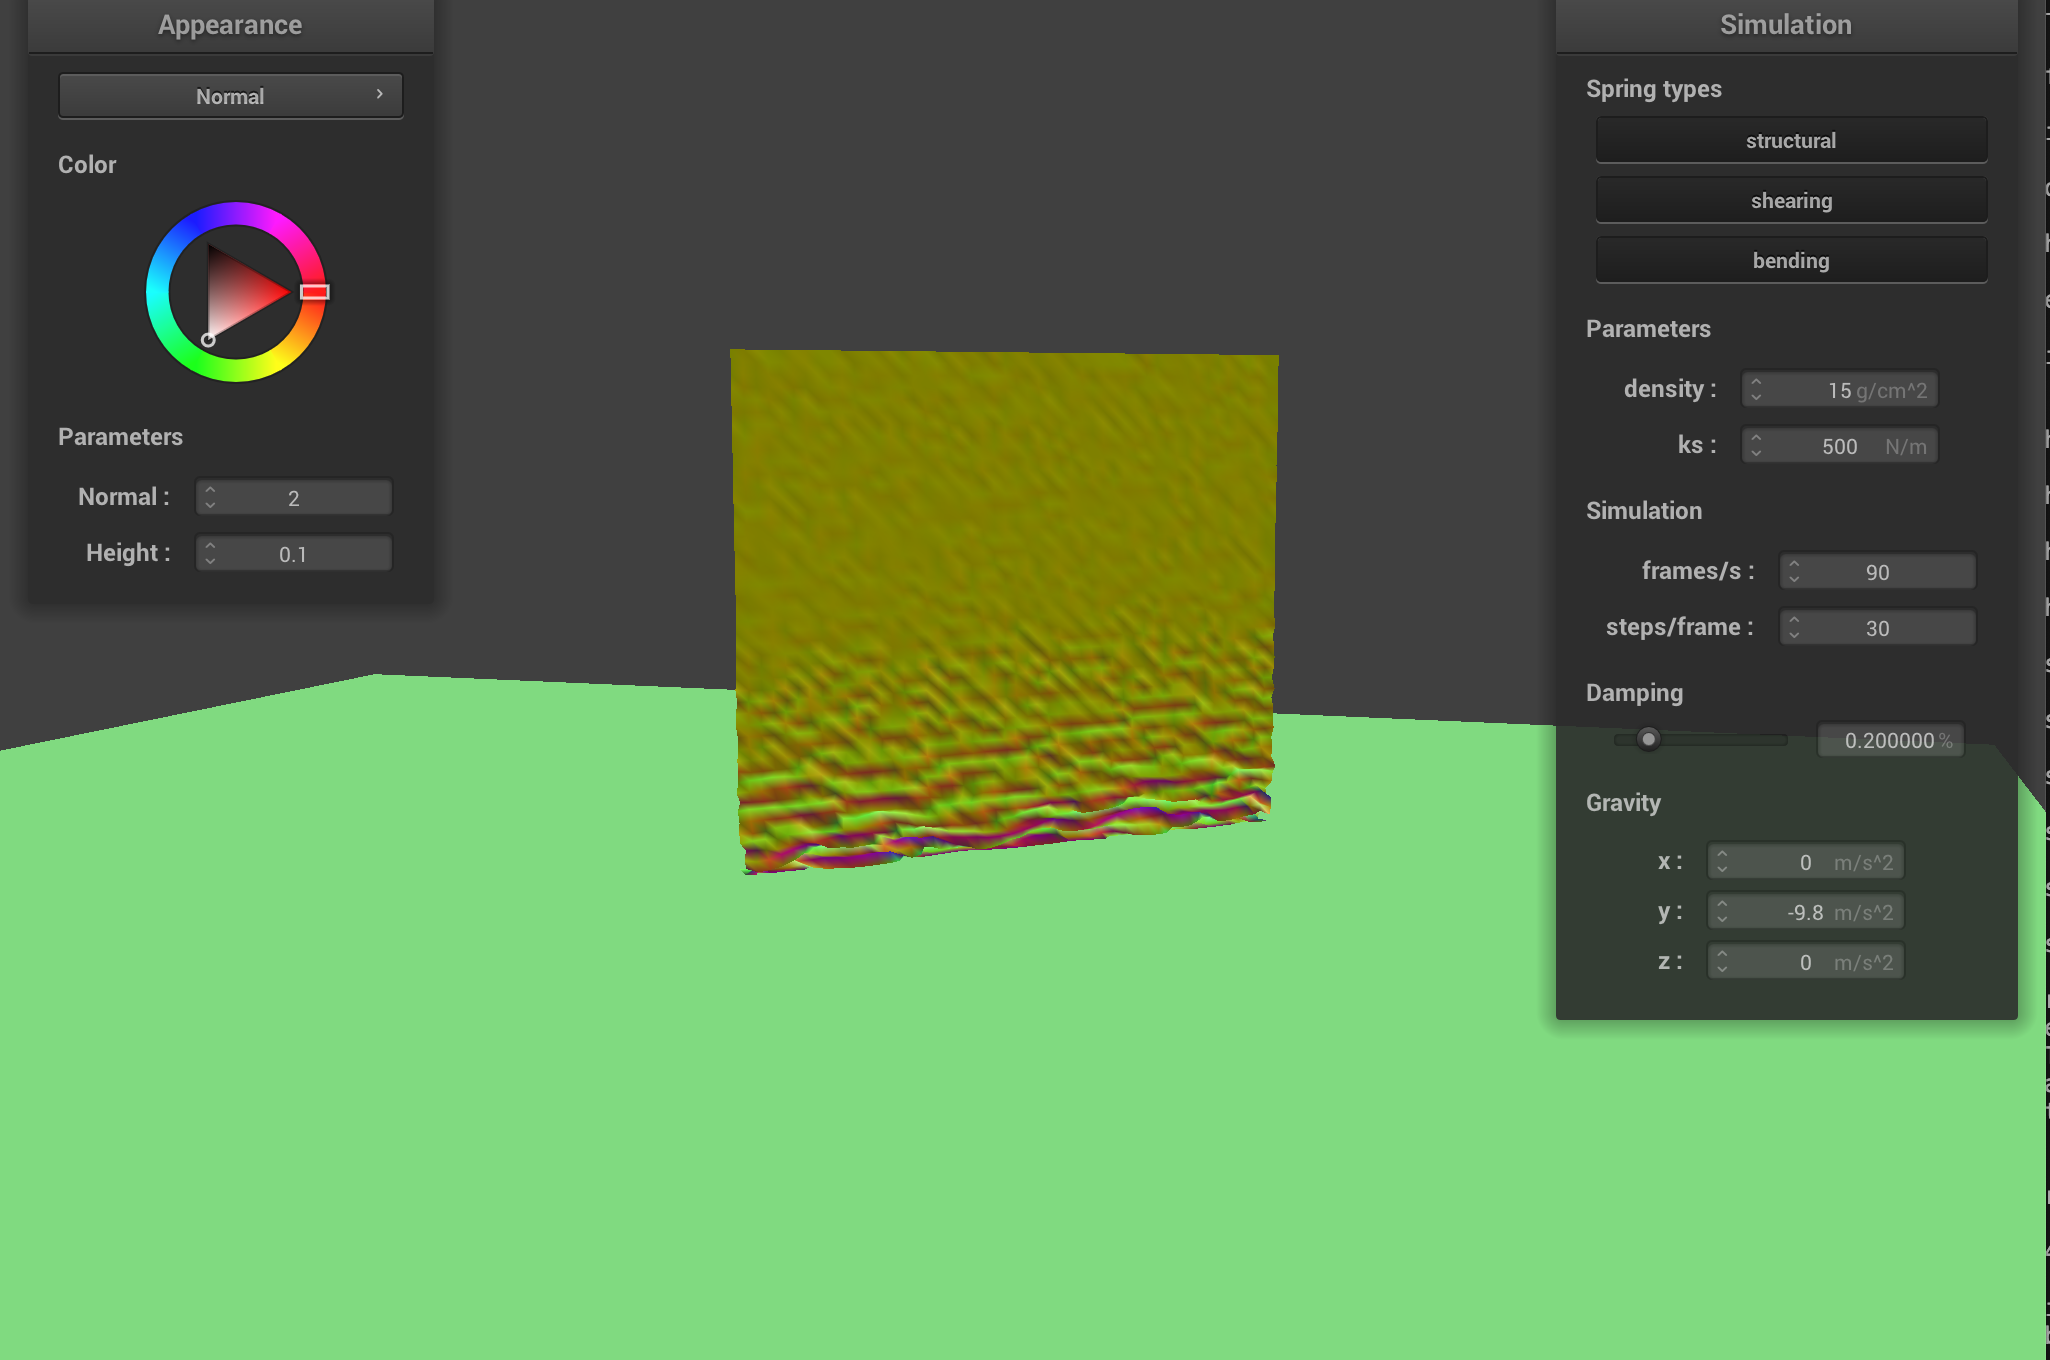 Appearance
Normal
Color
Parameters
Normal : 2
Height : 0.1
Simulation
Spring types
structural
shearing
bending
Parameters
density : 15 g/cm^2
ks : 500 N/m
Simulation
frames/s : 90
steps/frame : 30
Damping
0.200000 %
Gravity
x : 0 m/s^2
y : -9.8 m/s^2
z : 0 m/s^2